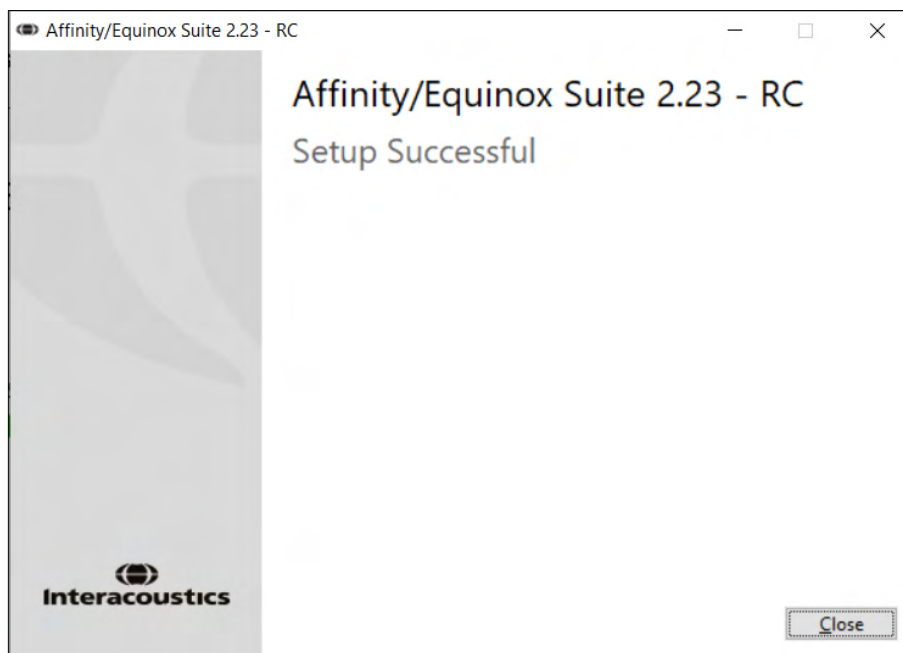 Affinity/Equinox Suite 2.23 - RC
Affinity/Equinox Suite 2.23 - RC
Setup Successful
Interacoustics
Close